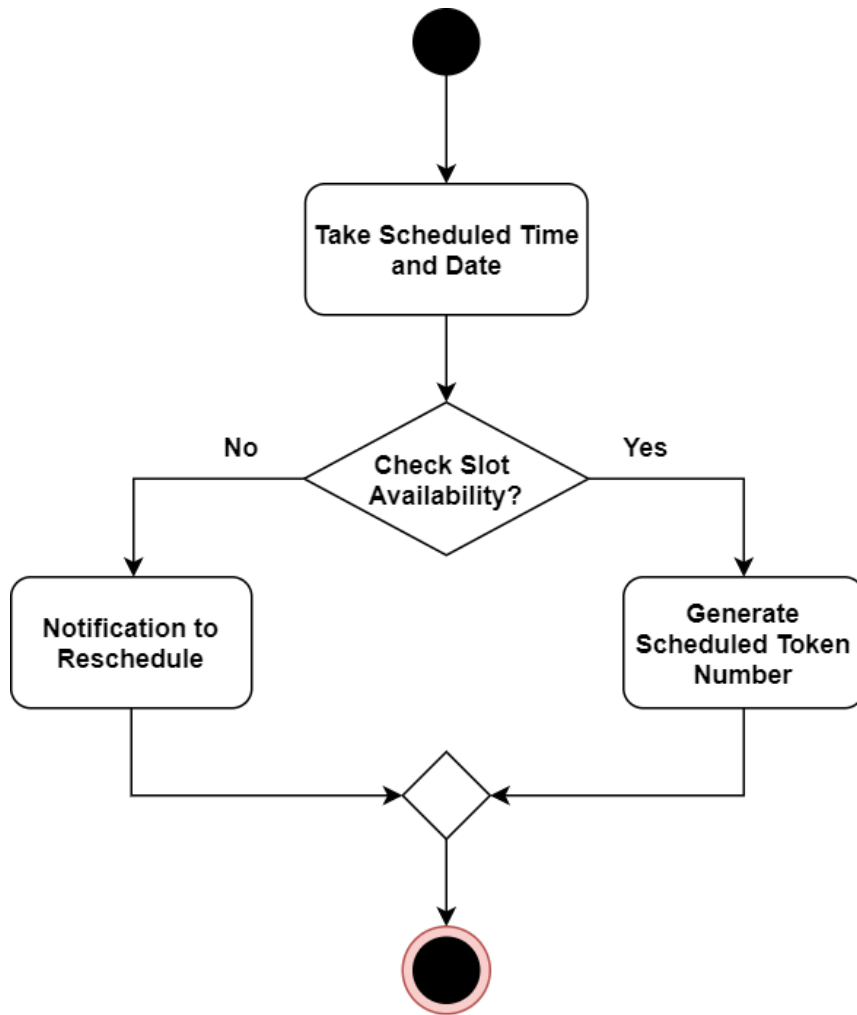 Take Scheduled Time
and Date
No
Yes
Check Slot
Availability?
Notification to
Reschedule
Generate
Scheduled Token
Number